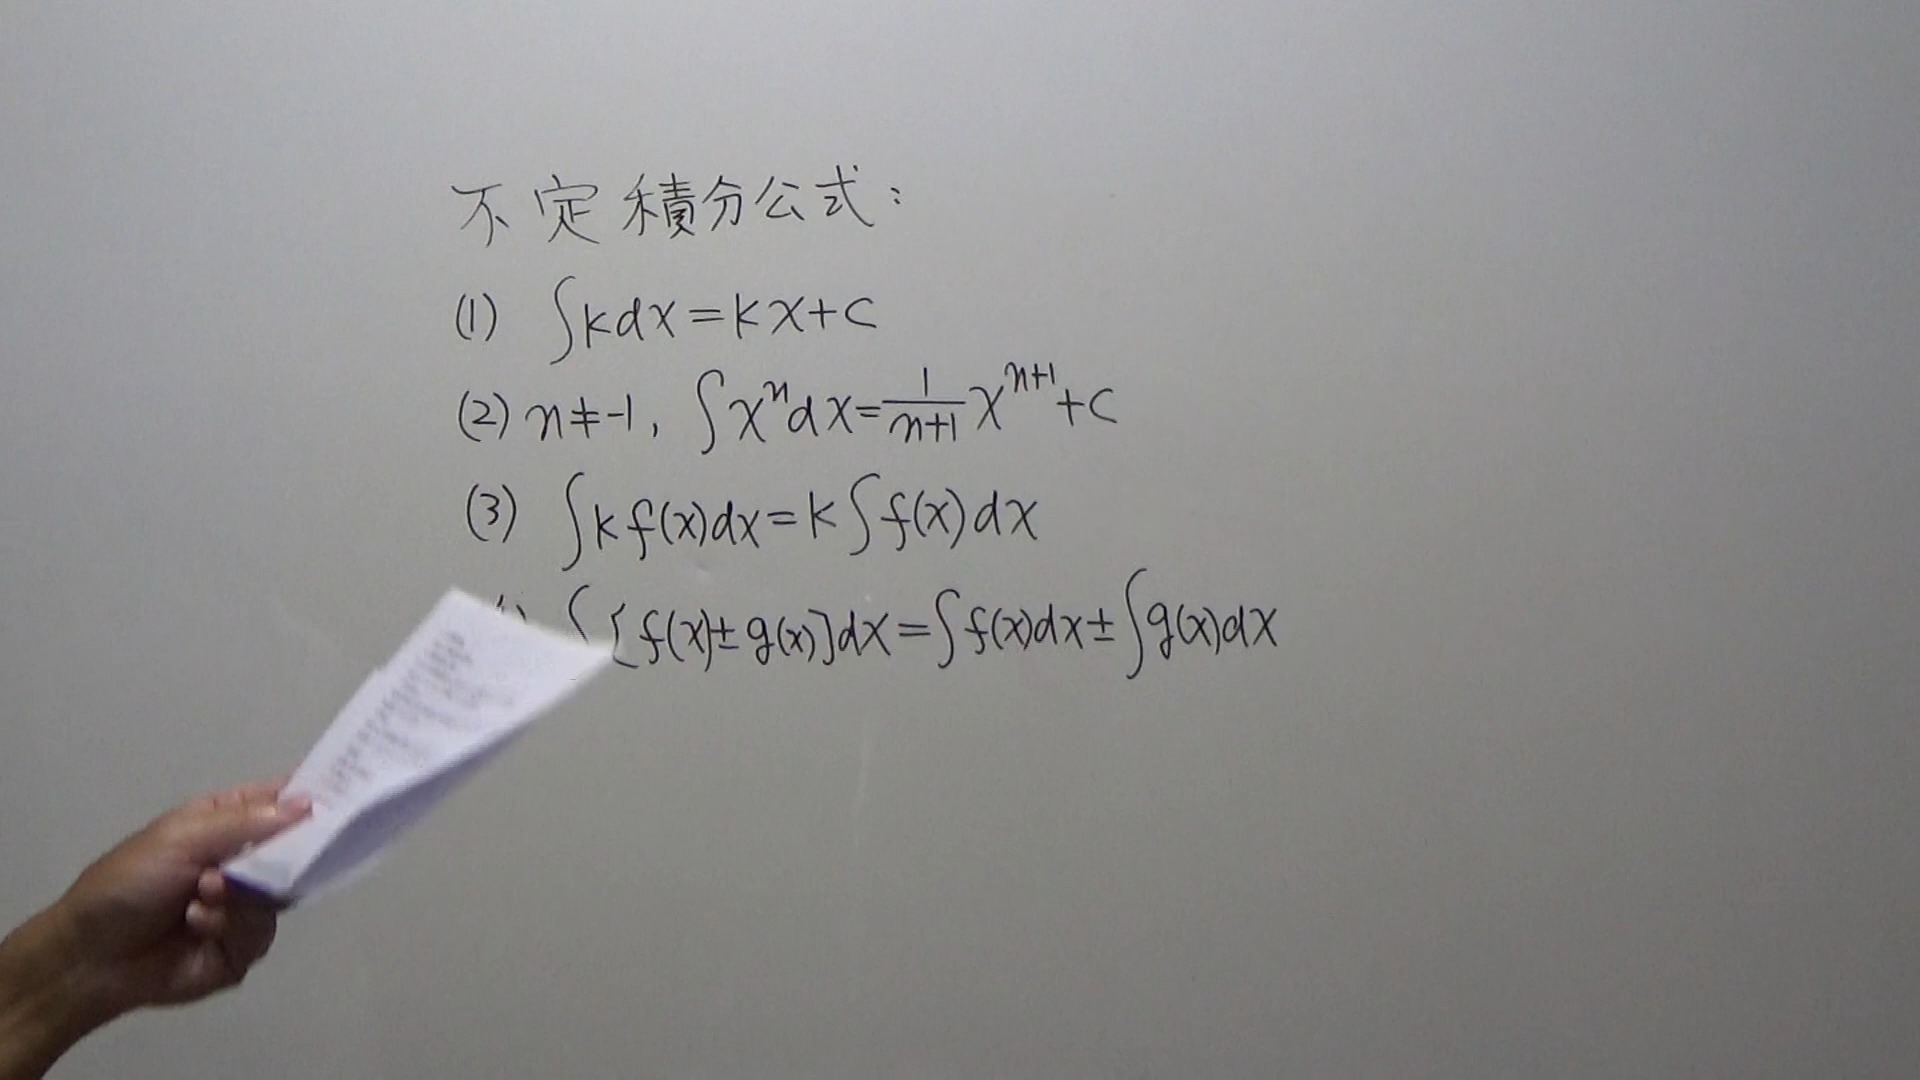 不定積分公式：
(1) ∫kdx=kx+c
(2) n≠-1, ∫xⁿdx=\frac{1}{n+1}xⁿ⁺¹+c
(3) ∫kf(x)dx=k∫f(x)dx
∫[f(x)±g(x)]dx=∫f(x)dx±∫g(x)dx